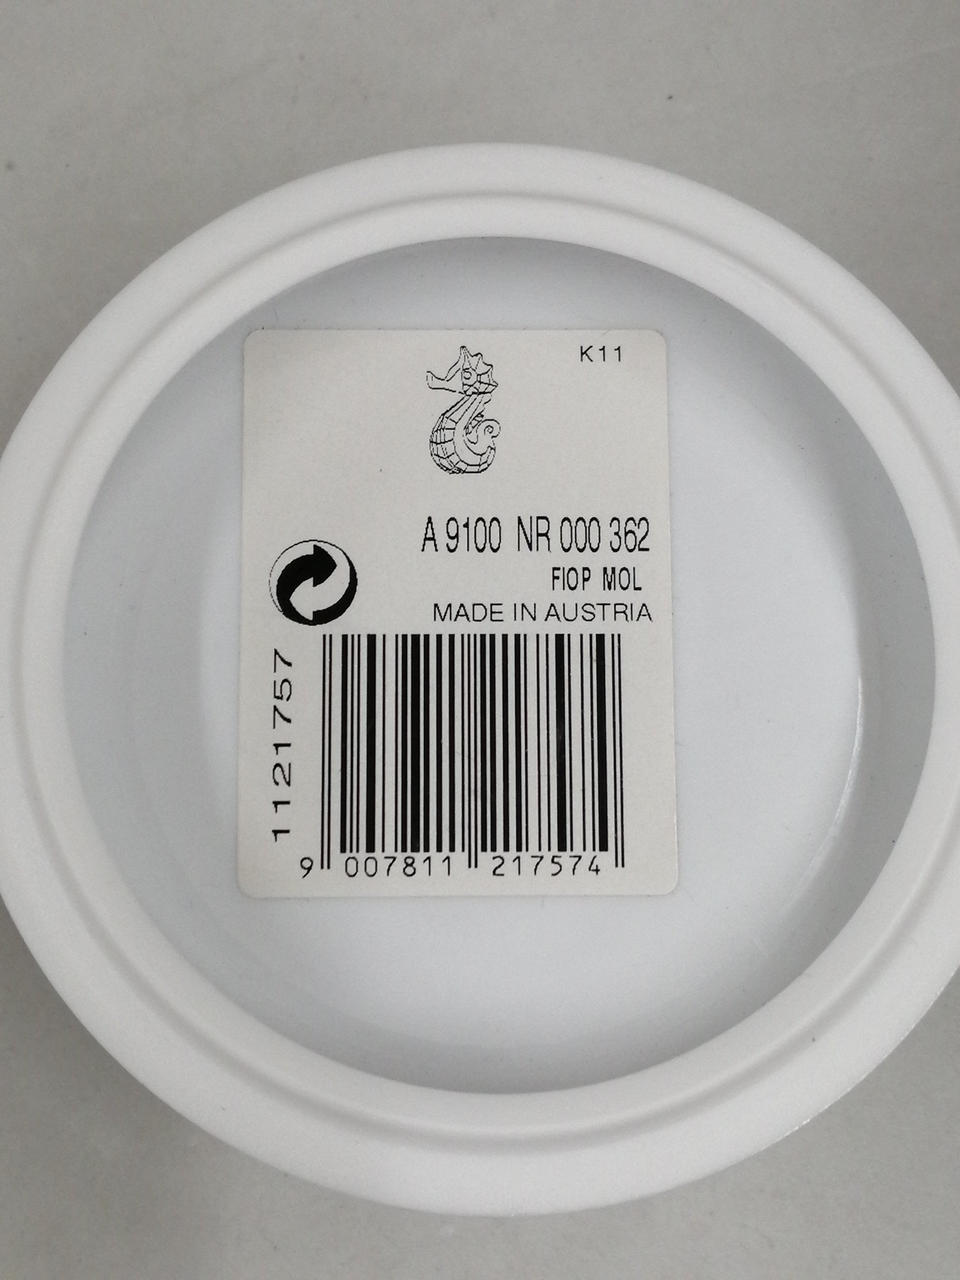 K11
A 9100 NR 000 362
FIOP MOL
MADE IN AUSTRIA
1121757
9 007811 217574